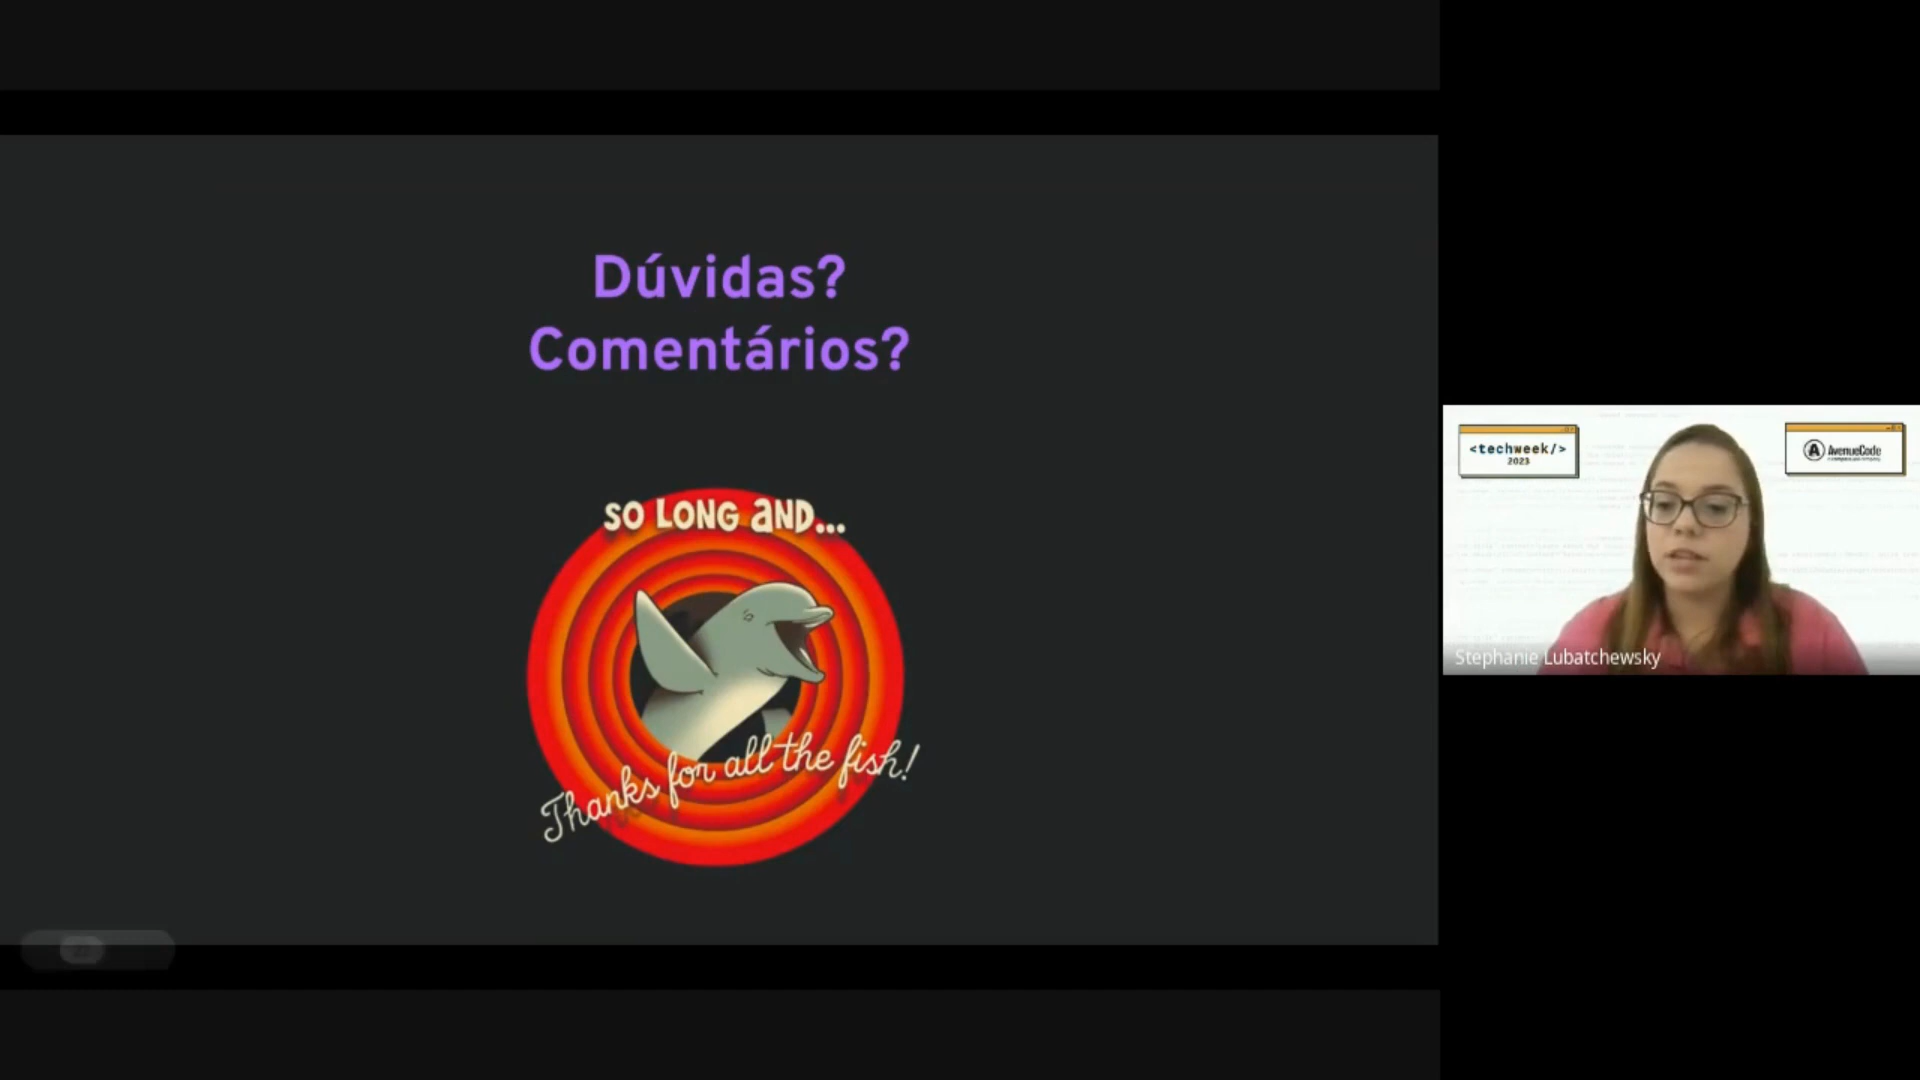 Dúvidas?
Comentários?
SO LONG AND...
Thanks for all the fish!
<techweek/>
2023
AvenueCode
Stephanie Lubatchewsky